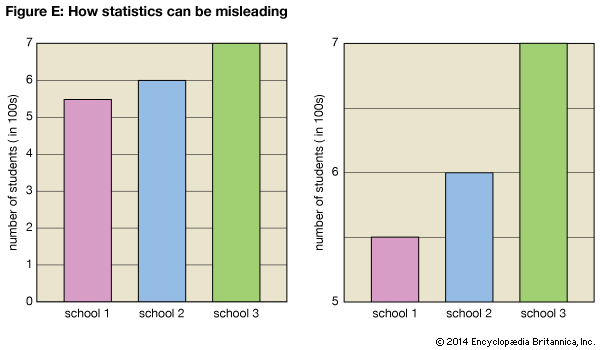 Figure E: How statistics can be misleading
number of students ( in 100s)
7
6
5
4
3
2
1
0
school 1 school 2 school 3
number of students ( in 100s)
7
6
5
school 1 school 2 school 3
© 2014 Encyclopædia Britannica, Inc.